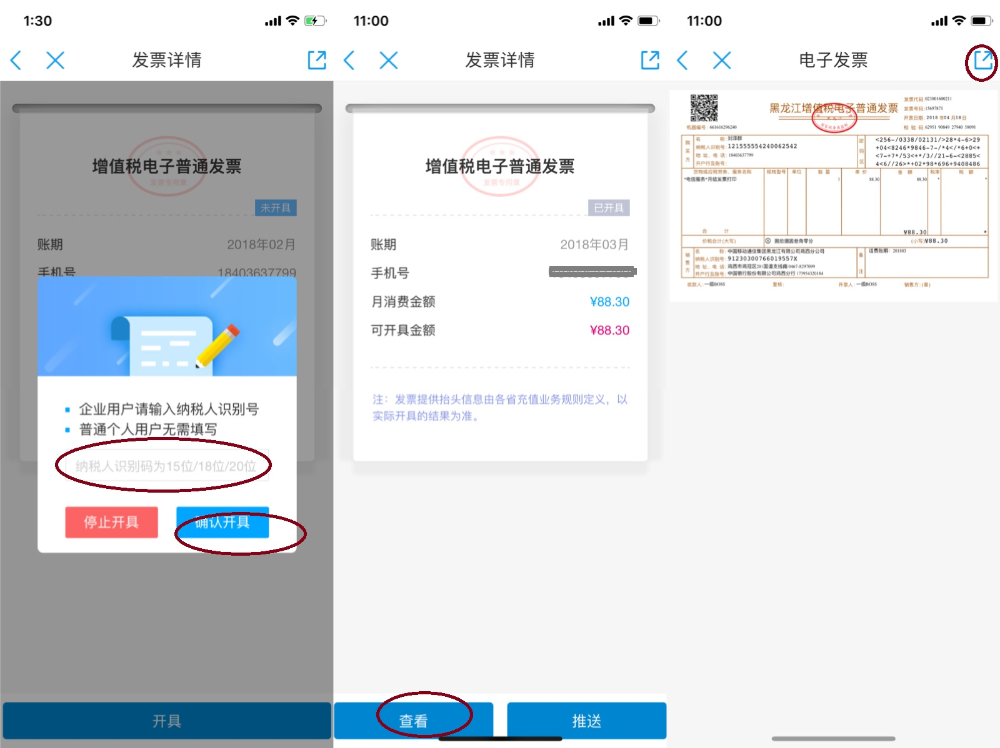 1:30
发票详情
增值税电子普通发票
发票专用章
未开具
账期 2018年02月
手机号 18403637799
企业用户请输入纳税人识别号
普通个人用户无需填写
纳税人识别码为15位/18位/20位
停止开具 确认开具
开具
11:00
发票详情
增值税电子普通发票
发票专用章
已开具
账期 2018年03月
手机号
月消费金额 ¥88.30
可开具金额 ¥88.30
注：发票提供抬头信息由各省充值业务规则定义，以
实际开具的结果为准。
查看 推送
11:00
电子发票
黑龙江增值税电子普通发票
发票代码:023001600211
发票号码:15697871
开票日期:2018 年04 月18日
校 验 码:62951 90849 27940 58091
机器编号:661616296240
购买方
名 称:刘泽群
纳税人识别号:121555554240062542
地 址、电 话:18403637799
开户行及账号:
密码区
<256-/0338/02131/>28*4-6>29
+04<8246*9846-7-/*4</*6+0<+
<7-+7*/53<+*/3//21-6-<2885<
4<6//26>*+02*98*696+9408486
货物或应税劳务、服务名称 规格型号 单位 数 量 单 价 金 额 税率 税 额
*电信服务*月结发票打印 1 88.30 88.30 * *
合 计 ¥88.30 *
价税合计(大写) ⊗ 捌拾捌圆叁角零分 (小写)¥88.30
销售方
名 称:中国移动通信集团黑龙江有限公司鸡西分公司
纳税人识别号:91230300766019557X
地 址、电 话:鸡西市鸡冠区201国道支线南0467-8297099
开户行及账号:中国银行股份有限公司鸡西分行 173954320184
备注
话费账期：201803
收款人:一级BOSS 复核: 开票人:一级BOSS 销售方:(章)